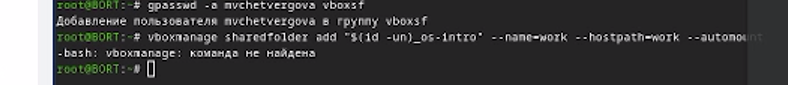 root@BORT:~# gpasswd -a mvchetvergova vboxsf
Добавление пользователя mvchetvergova в группу vboxsf
root@BORT:~# vboxmanage sharedfolder add "$(id -un)_os-intro" --name=work --hostpath=work --automount
-bash: vboxmanage: команда не найдена
root@BORT:~#